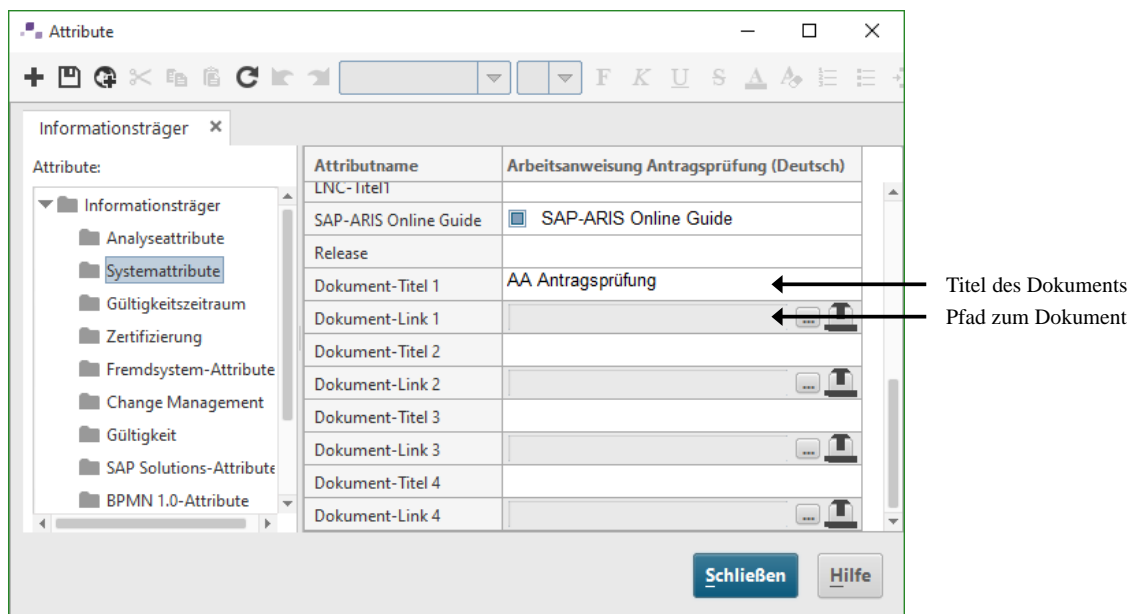 Attribute
F K U S A
Informationsträger
Attribute:
Informationsträger
Analyseattribute
Systemattribute
Gültigkeitszeitraum
Zertifizierung
Fremdsystem-Attribute
Change Management
Gültigkeit
SAP Solutions-Attribute
BPMN 1.0-Attribute
Attributname Arbeitsanweisung Antragsprüfung (Deutsch)
LNC-Titel1
SAP-ARIS Online Guide SAP-ARIS Online Guide
Release
Dokument-Titel 1 AA Antragsprüfung
Dokument-Link 1 ...
Dokument-Titel 2
Dokument-Link 2 ...
Dokument-Titel 3
Dokument-Link 3 ...
Dokument-Titel 4
Dokument-Link 4 ...
Titel des Dokuments
Pfad zum Dokument
Schließen Hilfe